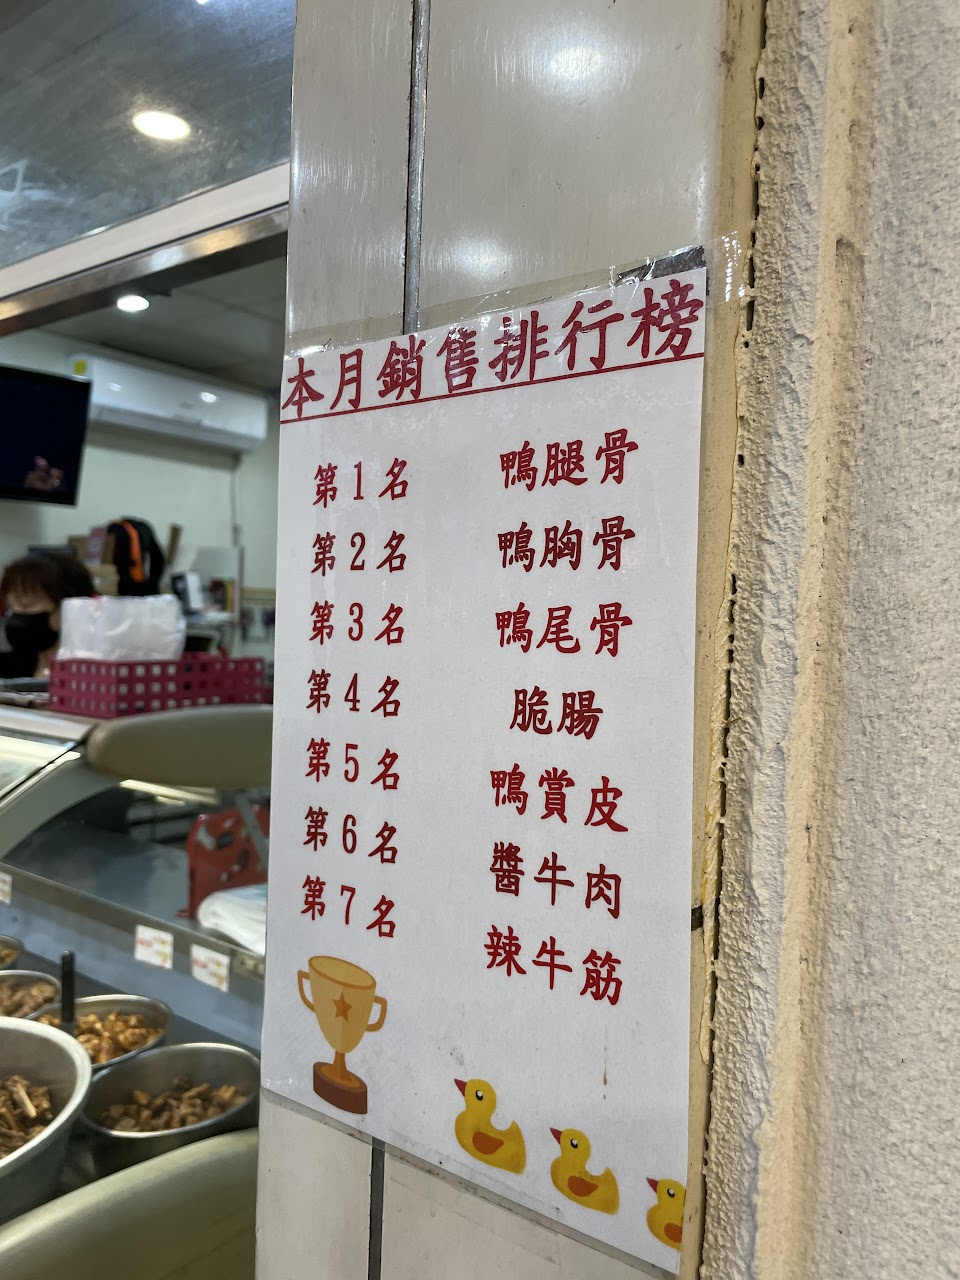 本月銷售排行榜
第1名 鴨腿骨
第2名 鴨胸骨
第3名 鴨尾骨
第4名 脆腸
第5名 鴨賞皮
第6名 醬牛肉
第7名 辣牛筋